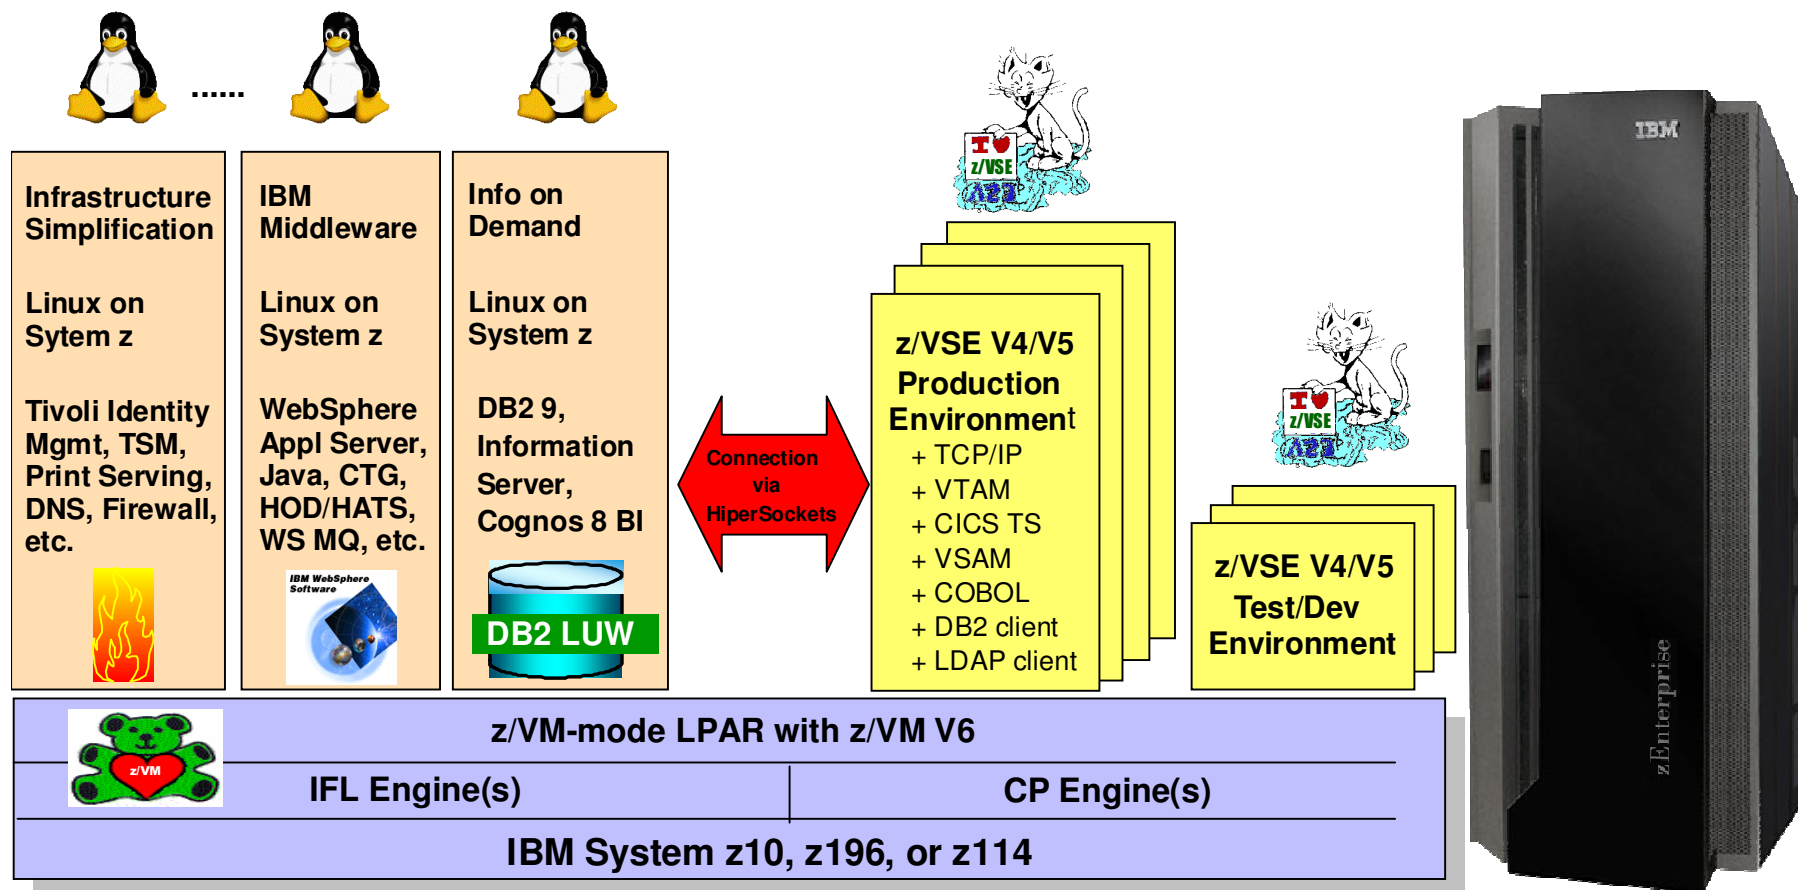 ......
Infrastructure
Simplification
Linux on
Sytem z
Tivoli Identity
Mgmt, TSM,
Print Serving,
DNS, Firewall,
etc.
IBM
Middleware
Linux on
System z
WebSphere
Appl Server,
Java, CTG,
HOD/HATS,
WS MQ, etc.
IBM WebSphere
Software
Info on
Demand
Linux on
System z
DB2 9,
Information
Server,
Cognos 8 BI
DB2 LUW
Connection
via
HiperSockets
I ♥
z/VSE
z/VSE V4/V5
Production
Environment
+ TCP/IP
+ VTAM
+ CICS TS
+ VSAM
+ COBOL
+ DB2 client
+ LDAP client
I ♥
z/VSE
z/VSE V4/V5
Test/Dev
Environment
IBM
zEnterprise
z/VM
z/VM-mode LPAR with z/VM V6
IFL Engine(s)
CP Engine(s)
IBM System z10, z196, or z114